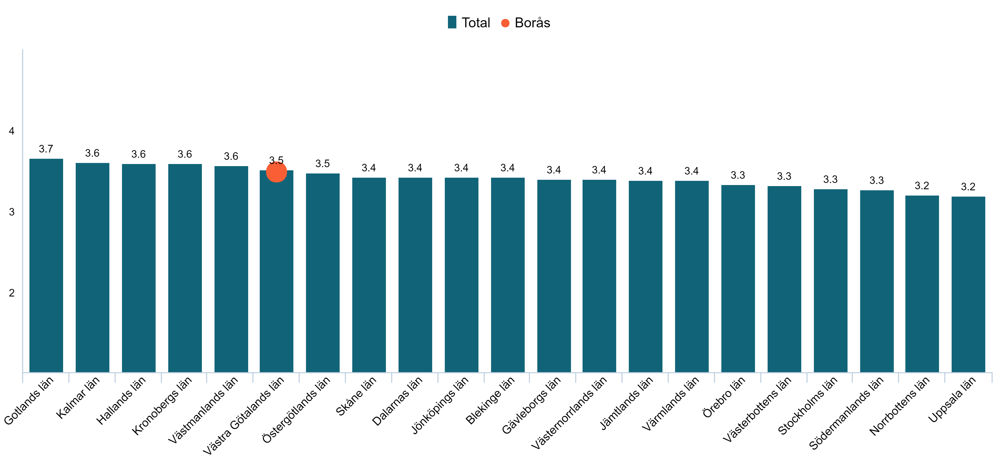 Total Borås
4
3.7 3.6 3.6 3.6 3.6 3.5 3.5 3.4 3.4 3.4 3.4 3.4 3.4 3.4 3.4 3.3 3.3 3.3 3.3 3.2 3.2
3
2
Gotlands län
Kalmar län
Hallands län
Kronobergs län
Västmanlands län
Västra Götalands län
Östergötlands län
Skåne län
Dalarnas län
Jönköpings län
Blekinge län
Gävleborgs län
Västernorrlands län
Jämtlands län
Värmlands län
Örebro län
Västerbottens län
Stockholms län
Södermanlands län
Norrbottens län
Uppsala län